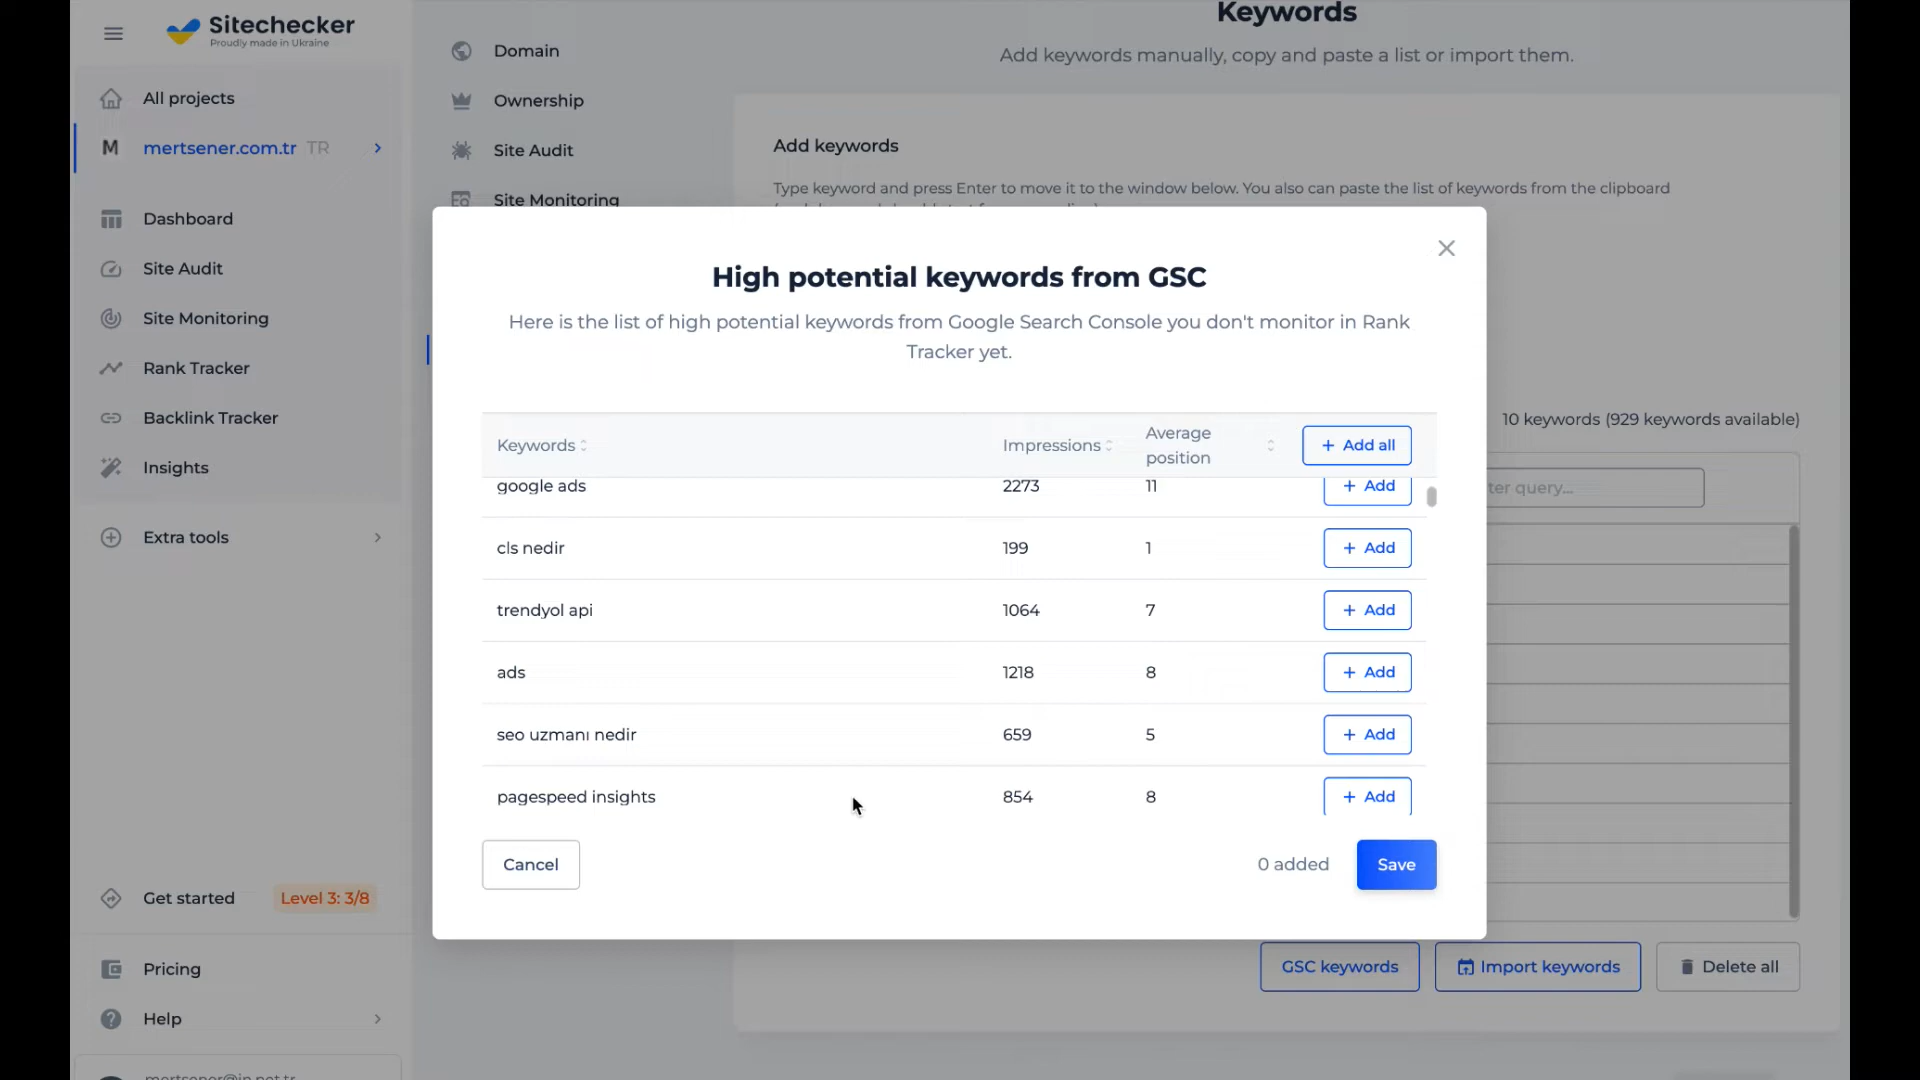 Sitechecker
Proudly made in Ukraine
All projects
M mertsener.com.tr TR
Dashboard
Site Audit
Site Monitoring
Rank Tracker
Backlink Tracker
Insights
Extra tools
Get started Level 3: 3/8
Pricing
Help
Domain
Ownership
Site Audit
Site Monitoring
Keywords
Add keywords manually, copy and paste a list or import them.
Add keywords
Type keyword and press Enter to move it to the window below. You also can paste the list of keywords from the clipboard
10 keywords (929 keywords available)
query...
High potential keywords from GSC
Here is the list of high potential keywords from Google Search Console you don't monitor in Rank
Tracker yet.
Keywords Impressions Average position + Add all
google ads 2273 11 + Add
cls nedir 199 1 + Add
trendyol api 1064 7 + Add
ads 1218 8 + Add
seo uzmanı nedir 659 5 + Add
pagespeed insights 854 8 + Add
Cancel 0 added Save
GSC keywords Import keywords Delete all